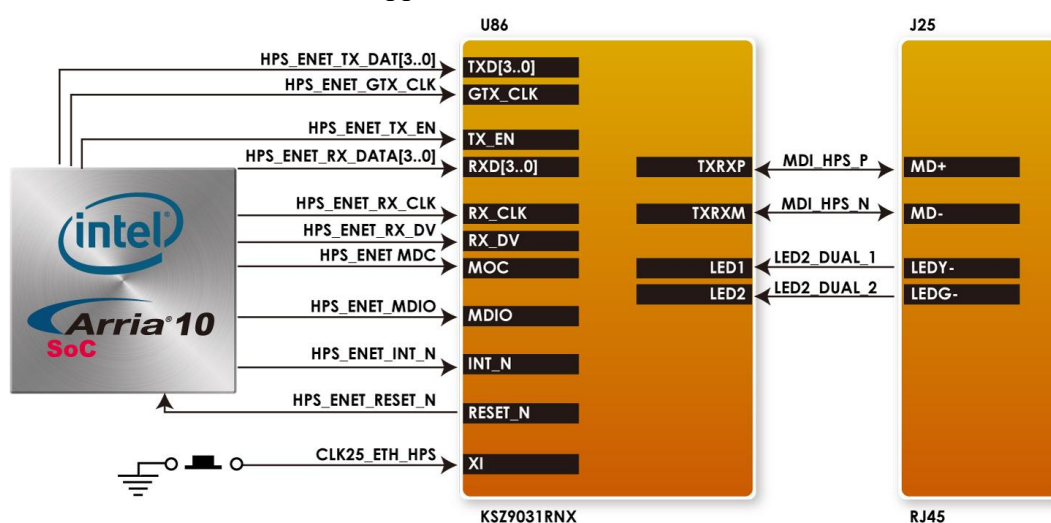 U86
J25
HPS_ENET_TX_DAT[3..0]
TXD[3..0]
HPS_ENET_GTX_CLK
GTX_CLK
HPS_ENET_TX_EN
TX_EN
HPS_ENET_RX_DATA[3..0]
RXD[3..0]
TXRXP
MDI_HPS_P
MD+
HPS_ENET_RX_CLK
RX_CLK
TXRXM
MDI_HPS_N
MD-
HPS_ENET_RX_DV
RX_DV
HPS_ENET MDC
MOC
LED1
LED2_DUAL_1
LEDY-
LED2
LED2_DUAL_2
LEDG-
intel
Arria® 10
SoC
HPS_ENET_MDIO
MDIO
HPS_ENET_INT_N
INT_N
HPS_ENET_RESET_N
RESET_N
CLK25_ETH_HPS
XI
KSZ9031RNX
RJ45